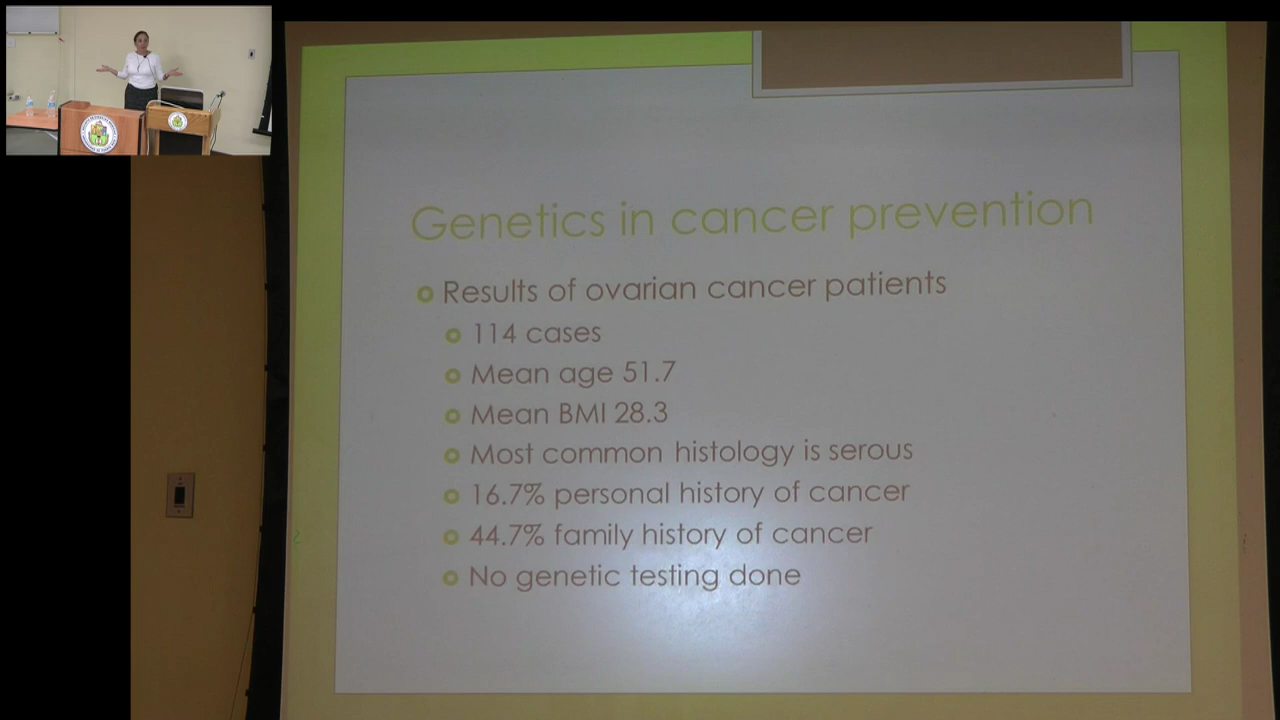 Genetics in cancer prevention
Results of ovarian cancer patients
114 cases
Mean age 51.7
Mean BMI 28.3
Most common histology is serous
16.7% personal history of cancer
44.7% family history of cancer
No genetic testing done